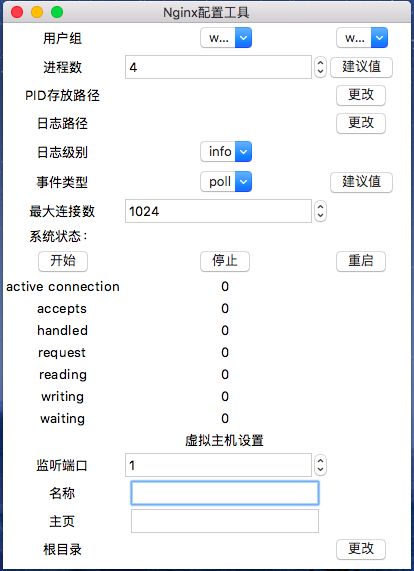 Nginx配置工具
用户组 w... w...
进程数 4 建议值
PID存放路径 更改
日志路径 更改
日志级别 info
事件类型 poll 建议值
最大连接数 1024
系统状态：
开始 停止 重启
active connection 0
accepts 0
handled 0
request 0
reading 0
writing 0
waiting 0
虚拟主机设置
监听端口 1
名称
主页
根目录 更改